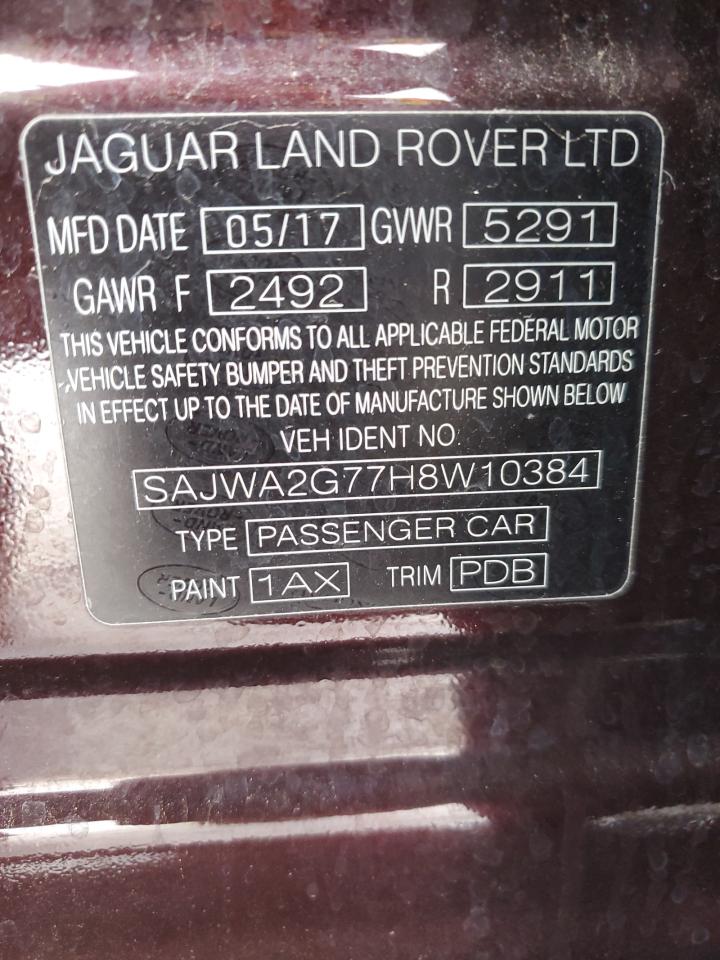 JAGUAR LAND ROVER LTD
MFD DATE 05/17 GVWR 5291
GAWR F 2492 R 2911
THIS VEHICLE CONFORMS TO ALL APPLICABLE FEDERAL MOTOR
VEHICLE SAFETY BUMPER AND THEFT PREVENTION STANDARDS
IN EFFECT UP TO THE DATE OF MANUFACTURE SHOWN BELOW
VEH IDENT NO.
SAJWA2G77H8W10384
TYPE PASSENGER CAR
PAINT 1AX TRIM PDB